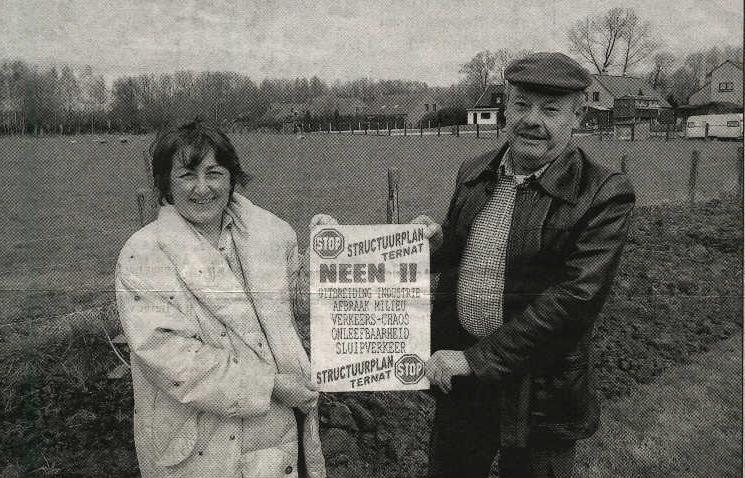 STOP STRUCTUURPLAN
TERNAT
NEEN !!
UITBREIDING INDUSTRIE
AFBRAAK MILIEU
VERKEERS-CHAOS
ONLEEFBAARHEID
SLUIPVERKEER
STRUCTUURPLAN
TERNAT STOP